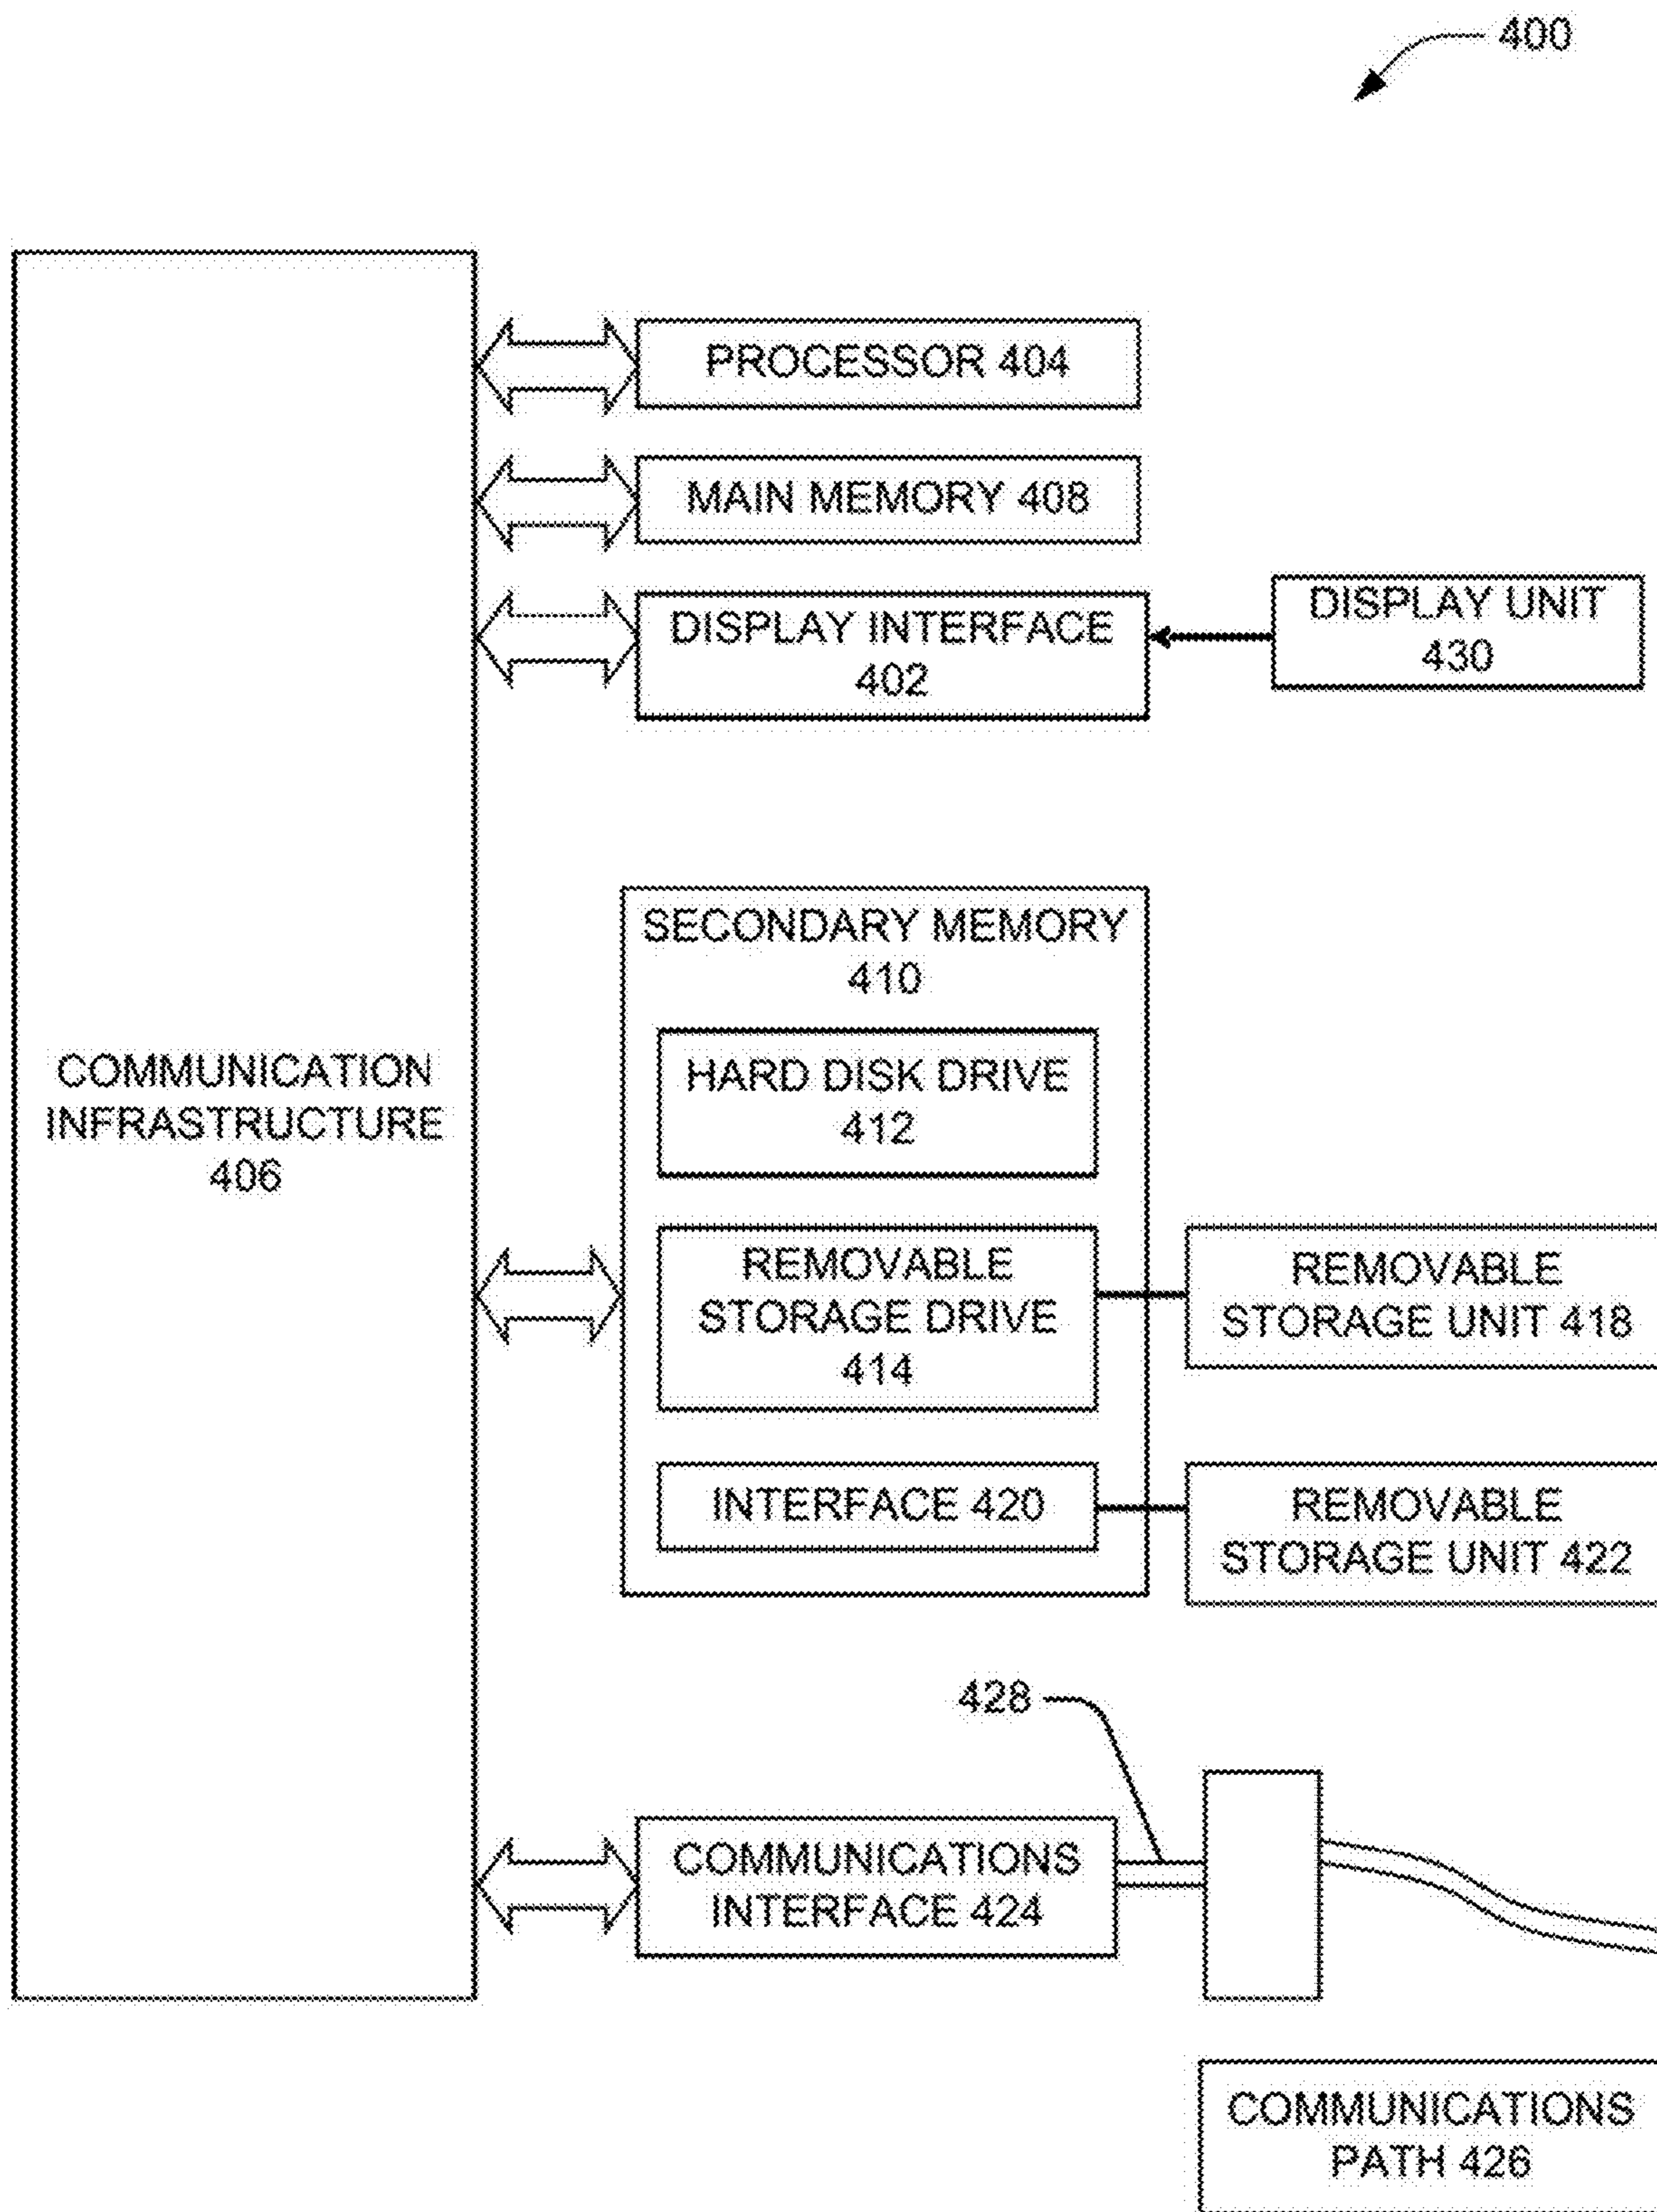 400
PROCESSOR 404
MAIN MEMORY 408
DISPLAY INTERFACE
402
DISPLAY UNIT
430
COMMUNICATION
INFRASTRUCTURE
406
SECONDARY MEMORY
410
HARD DISK DRIVE
412
REMOVABLE
STORAGE DRIVE
414
REMOVABLE
STORAGE UNIT 418
INTERFACE 420
REMOVABLE
STORAGE UNIT 422
428
COMMUNICATIONS
INTERFACE 424
COMMUNICATIONS
PATH 426